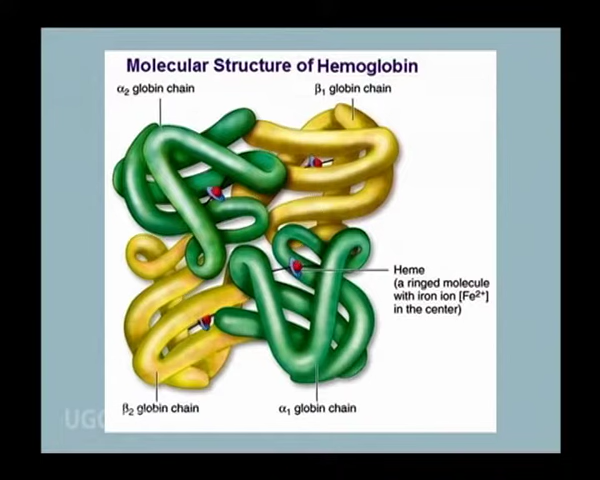 Molecular Structure of Hemoglobin
α₂ globin chain
β₁ globin chain
Heme
(a ringed molecule
with iron ion [Fe²⁺]
in the center)
β₂ globin chain
α₁ globin chain